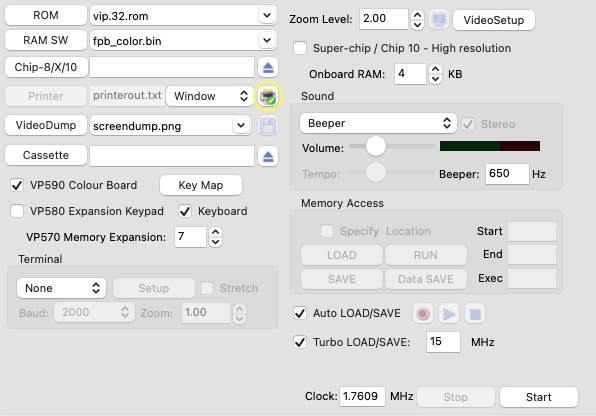 ROM vip.32.rom
RAM SW fpb_color.bin
Chip-8/X/10
Printer printerout.txt Window
VideoDump screendump.png
Cassette
VP590 Colour Board Key Map
VP580 Expansion Keypad Keyboard
VP570 Memory Expansion: 7
Terminal
None Setup Stretch
Baud: 2000 Zoom: 1.00
Zoom Level: 2.00 VideoSetup
Super-chip / Chip 10 - High resolution
Onboard RAM: 4 KB
Sound
Beeper Stereo
Volume:
Tempo: Beeper: 650 Hz
Memory Access
Specify Location Start
LOAD RUN End
SAVE Data SAVE Exec
Auto LOAD/SAVE
Turbo LOAD/SAVE: 15 MHz
Clock: 1.7609 MHz Stop Start